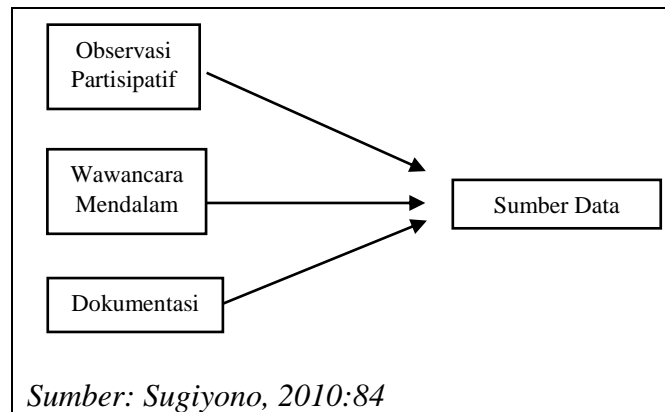 Observasi
Partisipatif
Wawancara
Mendalam
Sumber Data
Dokumentasi
Sumber: Sugiyono, 2010:84